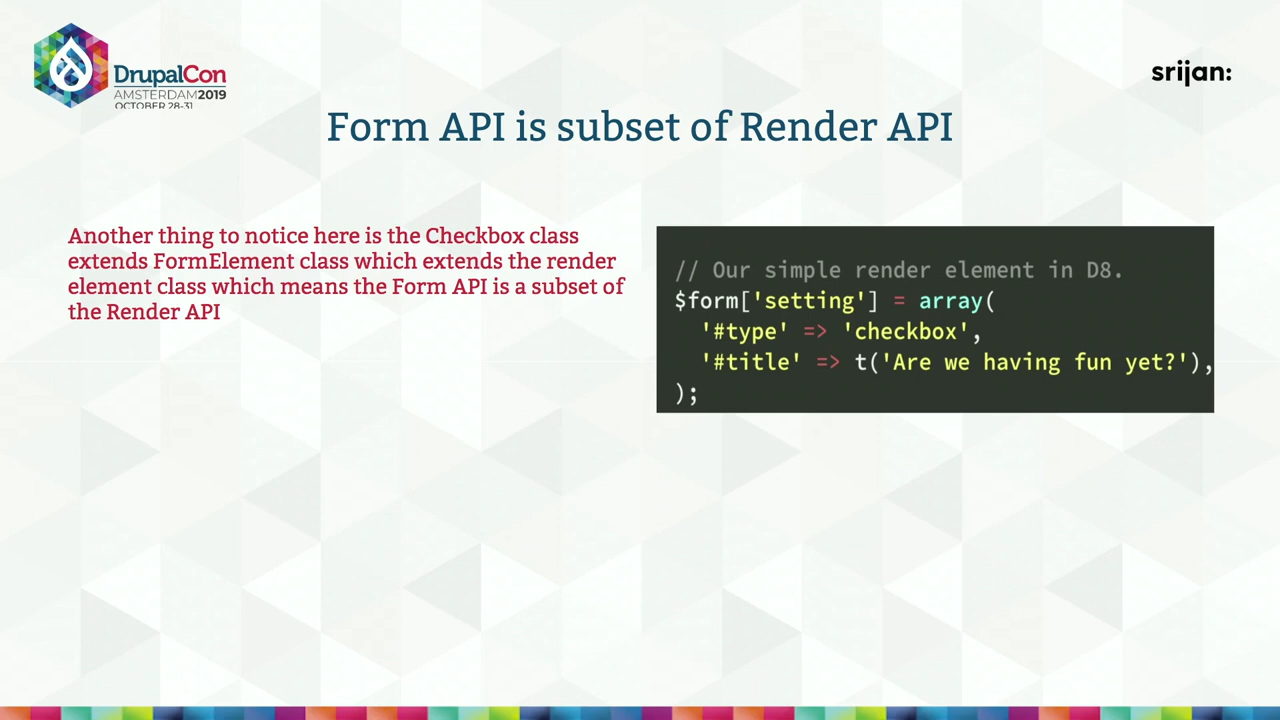 DrupalCon
AMSTERDAM2019
OCTOBER 28-31
srijan:
Form API is subset of Render API
Another thing to notice here is the Checkbox class
extends FormElement class which extends the render
element class which means the Form API is a subset of
the Render API
// Our simple render element in D8.
$form['setting'] = array(
  '#type' => 'checkbox',
  '#title' => t('Are we having fun yet?'),
);